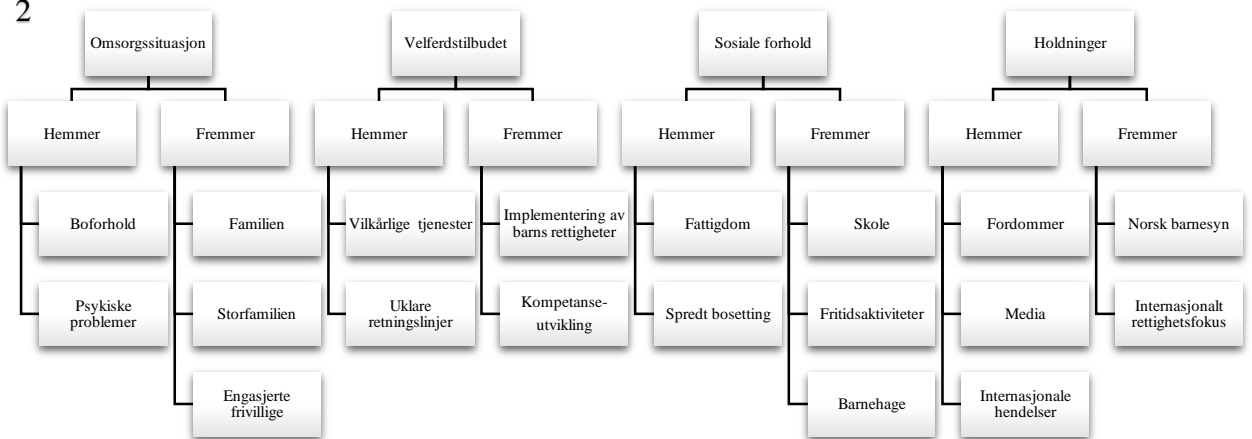 2
Omsorgssituasjon
Hemmer
Boforhold
Psykiske
problemer
Fremmer
Familien
Storfamilien
Engasjerte
frivillige
Velferdstilbudet
Hemmer
Vilkårlige tjenester
Uklare
retningslinjer
Fremmer
Implementering av
barns rettigheter
Kompetanse-
utvikling
Sosiale forhold
Hemmer
Fattigdom
Spredt bosetting
Fremmer
Skole
Fritidsaktiviteter
Barnehage
Holdninger
Hemmer
Fordommer
Media
Internasjonale
hendelser
Fremmer
Norsk barnesyn
Internasjonalt
rettighetsfokus